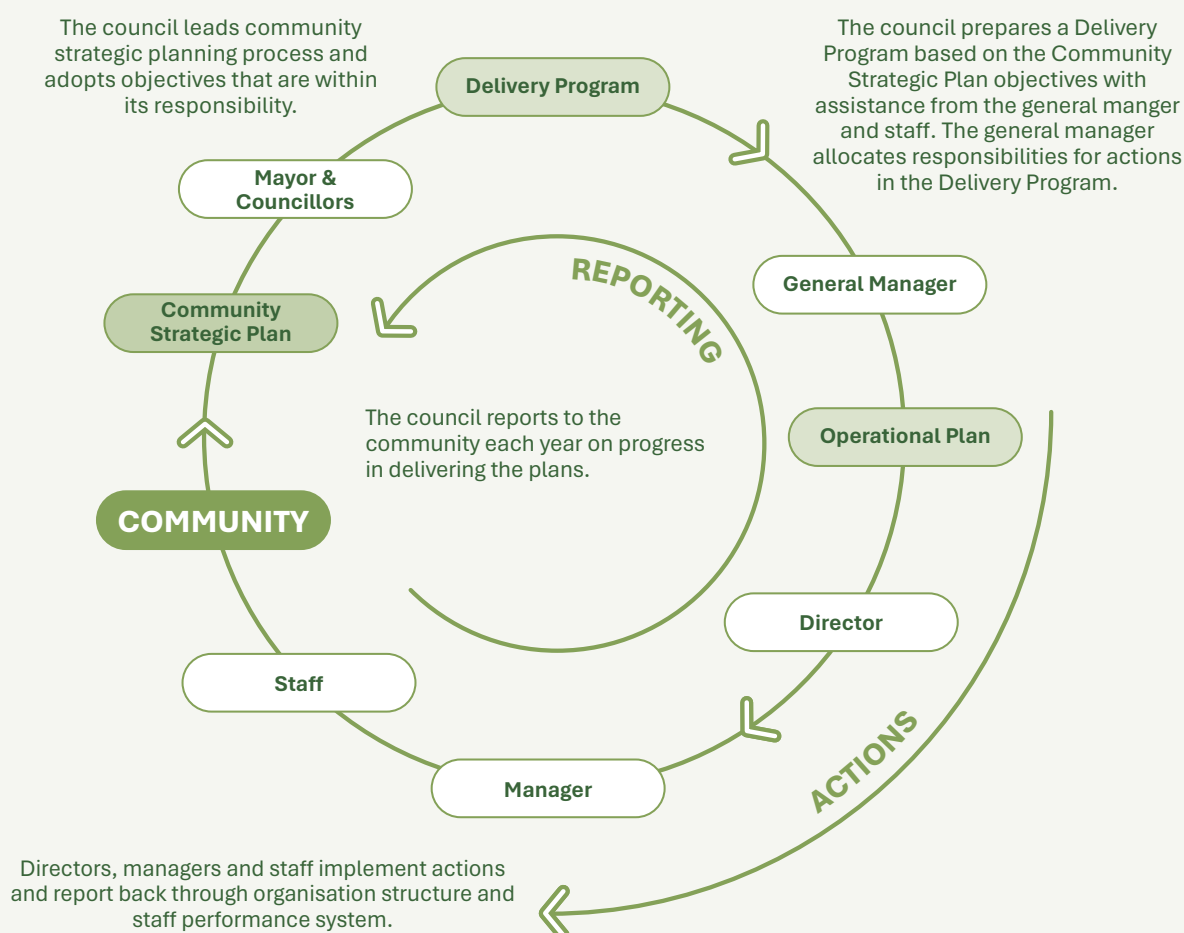 The council leads community
strategic planning process and
adopts objectives that are within
its responsibility.
The council prepares a Delivery
Program based on the Community
Strategic Plan objectives with
assistance from the general manger
and staff. The general manager
allocates responsibilities for actions
in the Delivery Program.
Delivery Program
Mayor &
Councillors
General Manager
REPORTING
Community
Strategic Plan
The council reports to the
community each year on progress
in delivering the plans.
Operational Plan
COMMUNITY
Director
Staff
ACTIONS
Manager
Directors, managers and staff implement actions
and report back through organisation structure and
staff performance system.